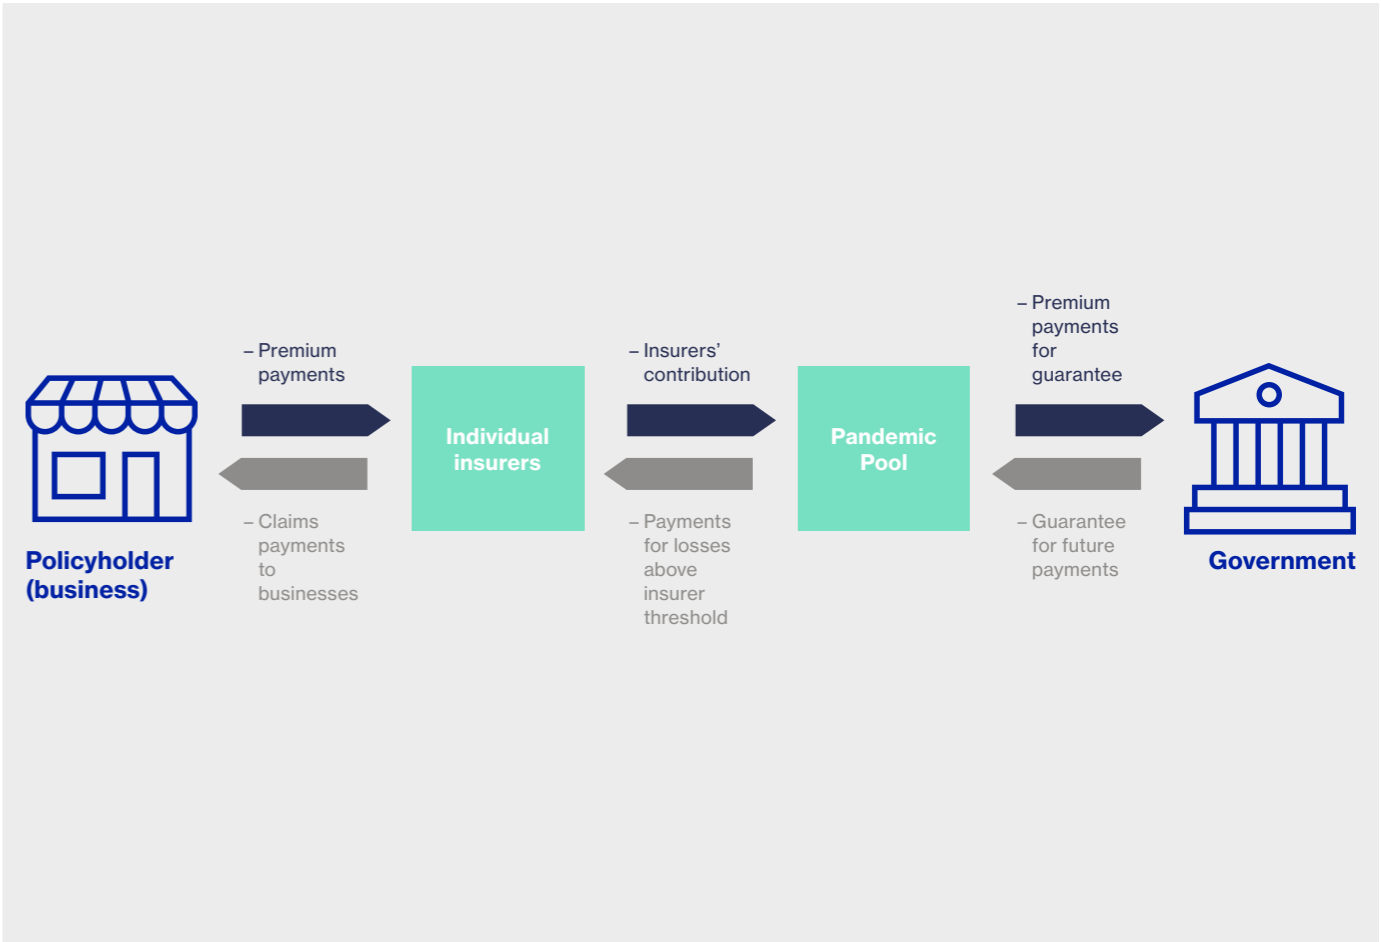 – Premium
payments
for
guarantee
– Premium
payments
– Insurers’
contribution
Individual
insurers
Pandemic
Pool
– Claims
payments
to
businesses
– Payments
for losses
above
insurer
threshold
– Guarantee
for future
payments
Policyholder
(business)
Government